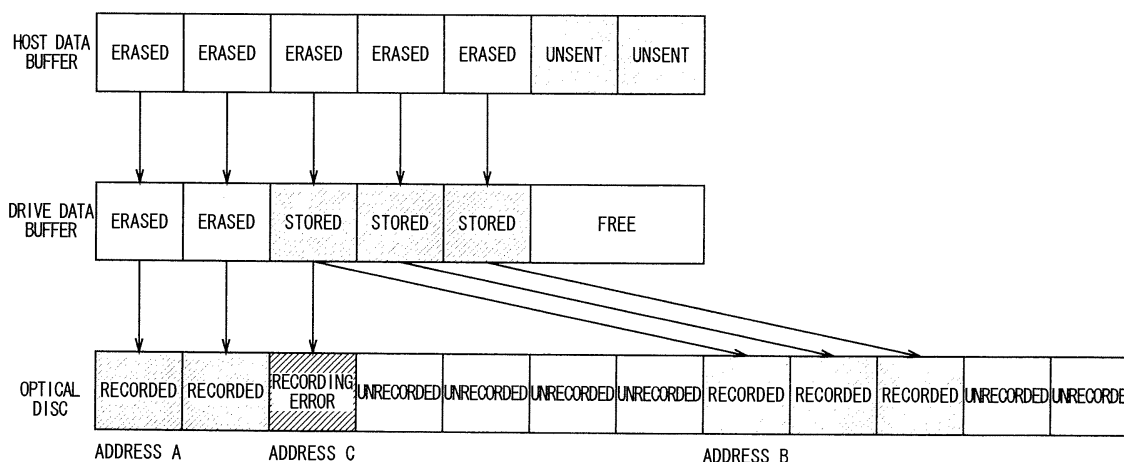 HOST DATA
BUFFER
ERASED ERASED ERASED ERASED ERASED UNSENT UNSENT
DRIVE DATA
BUFFER
ERASED ERASED STORED STORED STORED FREE
OPTICAL
DISC
RECORDED RECORDED RECORDING
ERROR UNRECORDED UNRECORDED UNRECORDED UNRECORDED RECORDED RECORDED RECORDED UNRECORDED UNRECORDE
ADDRESS A ADDRESS C ADDRESS B